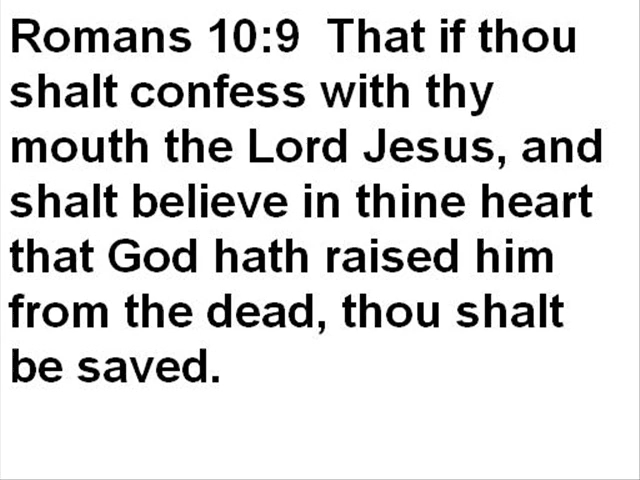 Romans 10:9  That if thou
shalt confess with thy
mouth the Lord Jesus, and
shalt believe in thine heart
that God hath raised him
from the dead, thou shalt
be saved.